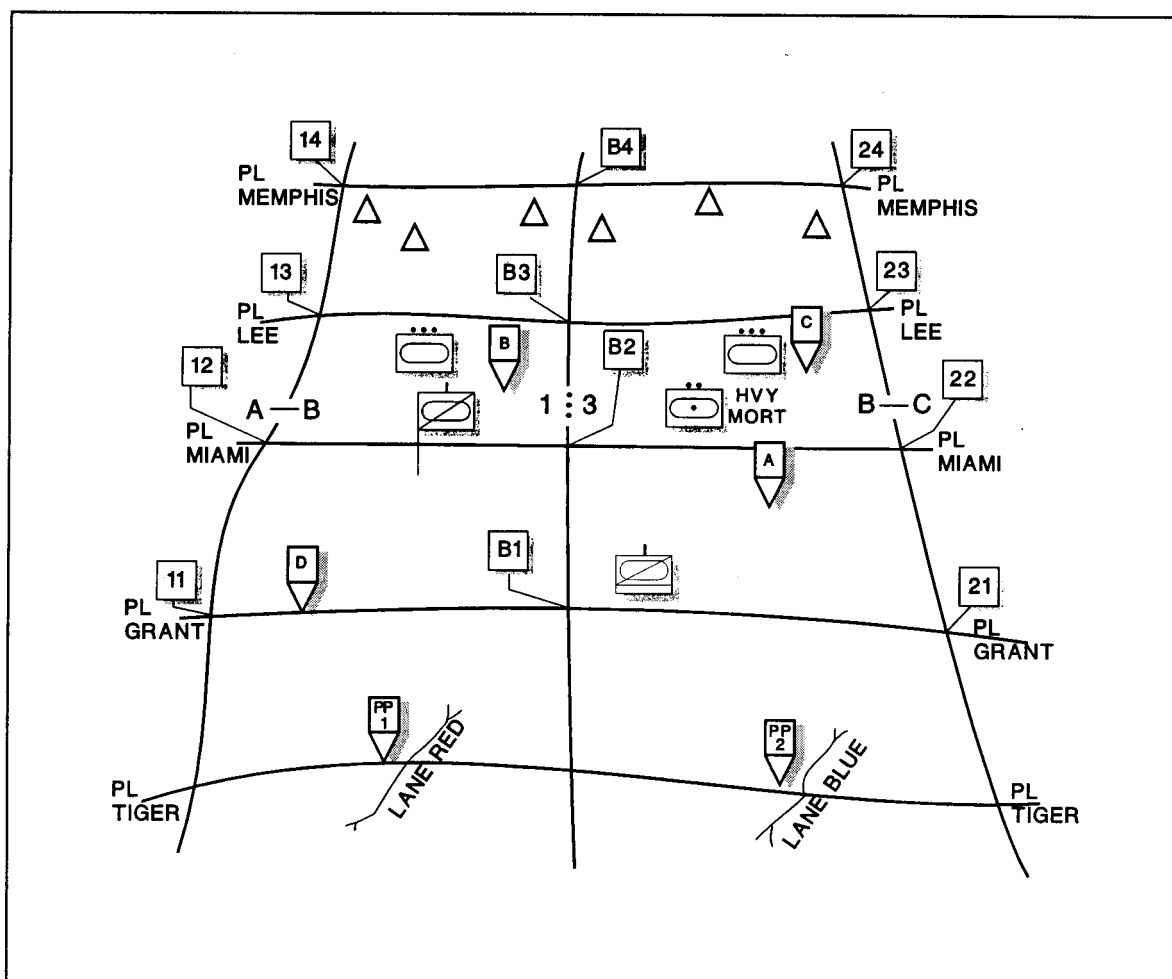 14
B4
24
PL
MEMPHIS
PL
MEMPHIS
13
B3
23
PL
LEE
C
PL
LEE
B
B2
12
22
A — B
1 3
HVY
MORT
B — C
PL
MIAMI
A
PL
MIAMI
B1
D
11
21
PL
GRANT
PL
GRANT
PP
1
LANE RED
PP
2
LANE BLUE
PL
TIGER
PL
TIGER